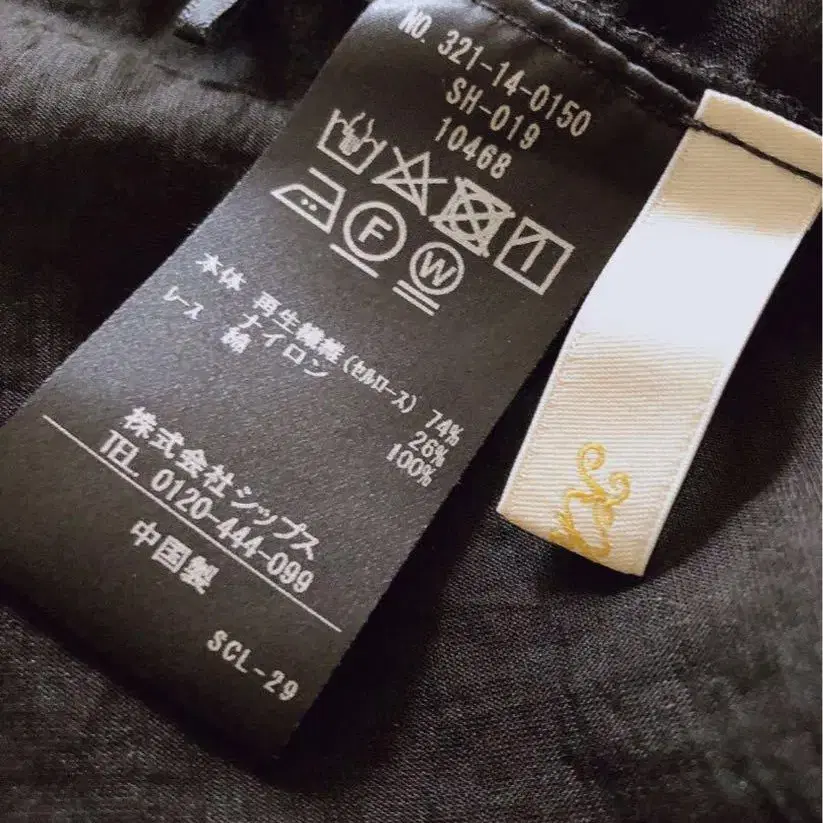 NO. 321-14-0150
SH-019
10468
F W
本体 再生繊維(セルロース) 74%
ナイロン 26%
レース 綿 100%
株式会社シップス
TEL 0120-444-099
中国製
SCL-29